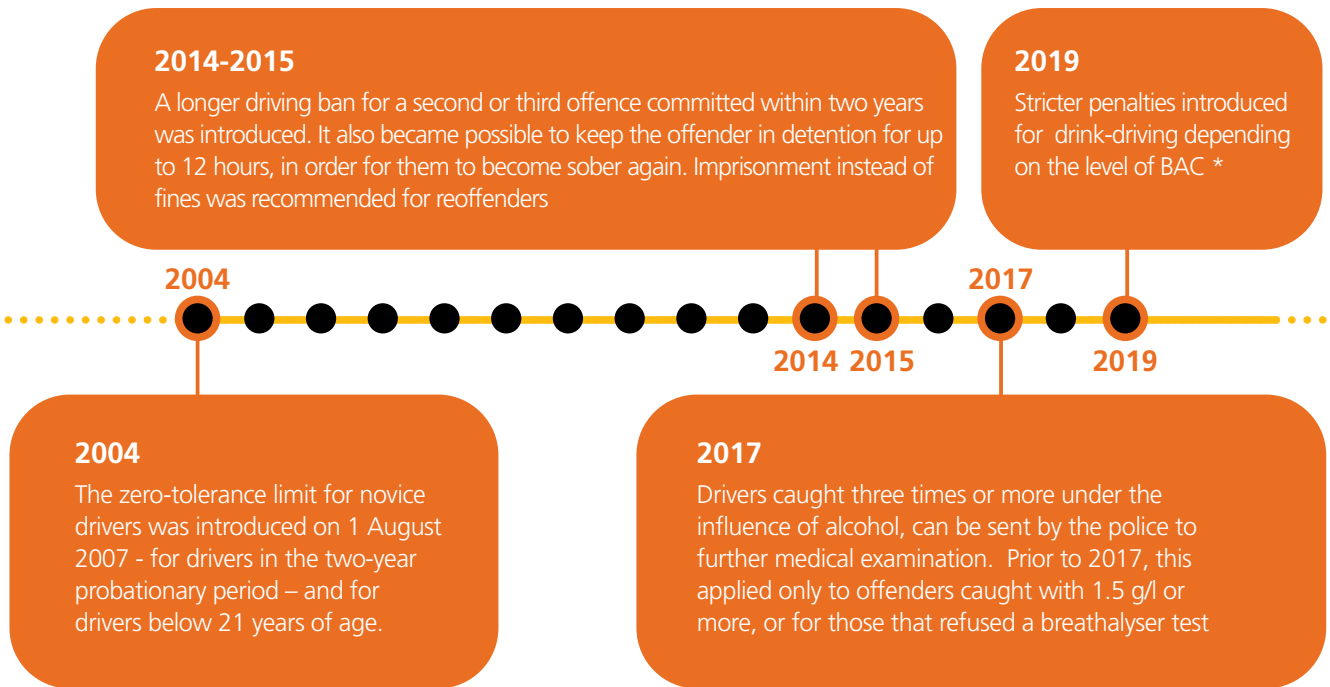 2014-2015
A longer driving ban for a second or third offence committed within two years
was introduced. It also became possible to keep the offender in detention for up
to 12 hours, in order for them to become sober again. Imprisonment instead of
fines was recommended for reoffenders
2019
Stricter penalties introduced
for drink-driving depending
on the level of BAC *
2004
2017
2014 2015
2019
2004
The zero-tolerance limit for novice
drivers was introduced on 1 August
2007 - for drivers in the two-year
probationary period – and for
drivers below 21 years of age.
2017
Drivers caught three times or more under the
influence of alcohol, can be sent by the police to
further medical examination. Prior to 2017, this
applied only to offenders caught with 1.5 g/l or
more, or for those that refused a breathalyser test